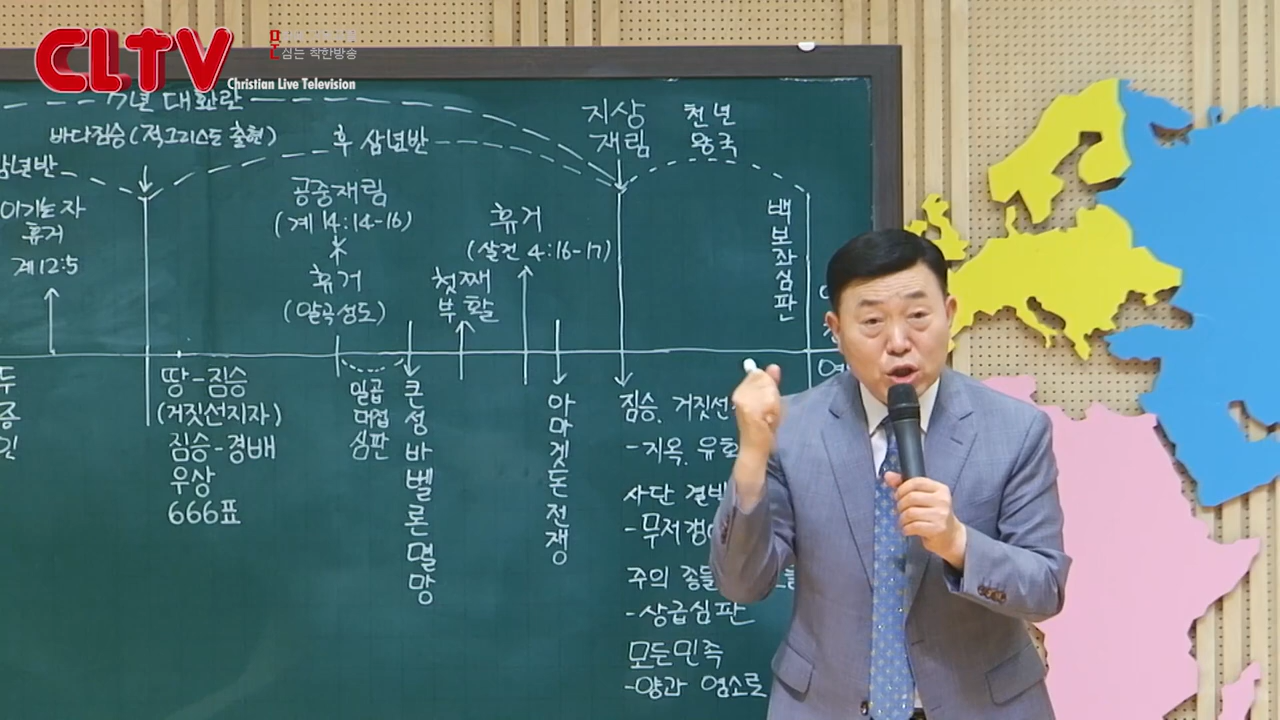 CLTV
심는 착한방송
Christian Live Television
7년 대환란
바다짐승(적그리스도 출현)
삼년반
후 삼년반
지상
재림
천년
왕국
이기는자
휴거
계12:5
공중재림
(계 14:14-16)
휴거
(알곡성도)
첫째
부활
휴거
(살전 4:16-17)
백보좌심판
땅-짐승
(거짓선지자)
짐승-경배
우상
666표
일곱
대접
심판
큰성바벨론멸망
아마겟돈전쟁
짐승. 거짓선
-지옥. 유
사단 결박
-무저갱
주의 종들
-상급심판
모든민족
-양과 염소로